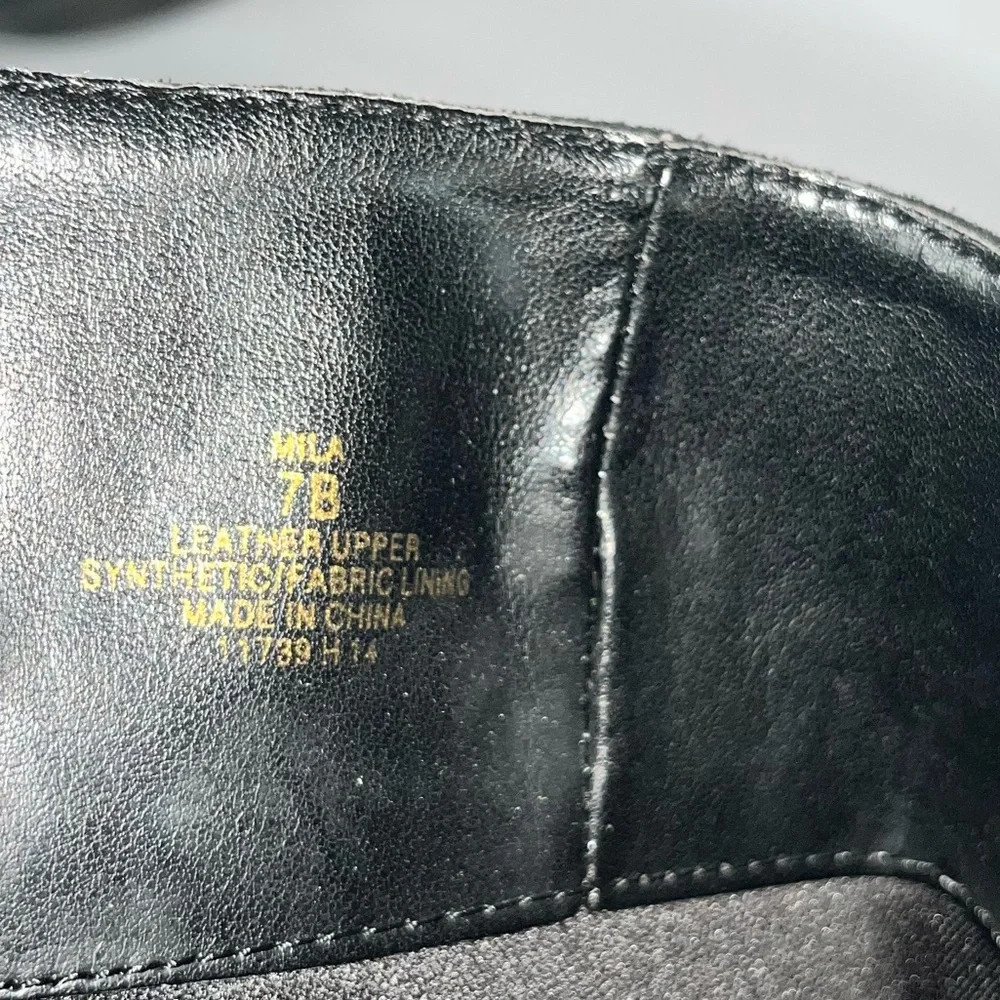 MILA
7B
LEATHER UPPER
SYNTHETIC/FABRIC LINING
MADE IN CHINA
11739 H 14